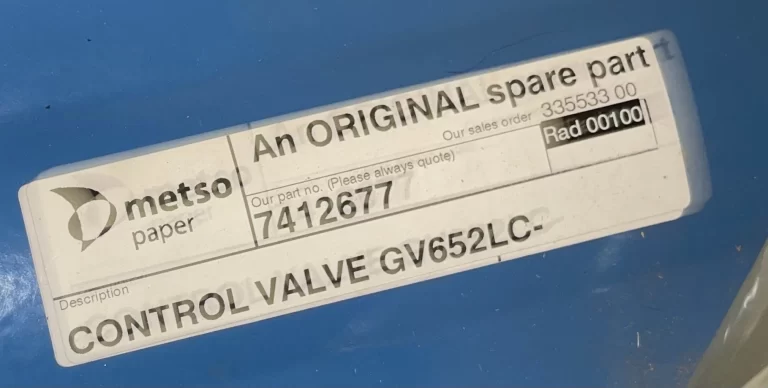 metso
paper
An ORIGINAL spare part
Our sales order 335533 00
Our part no. (Please always quote)
Rad 00100
7412677
Description
CONTROL VALVE GV652LC-